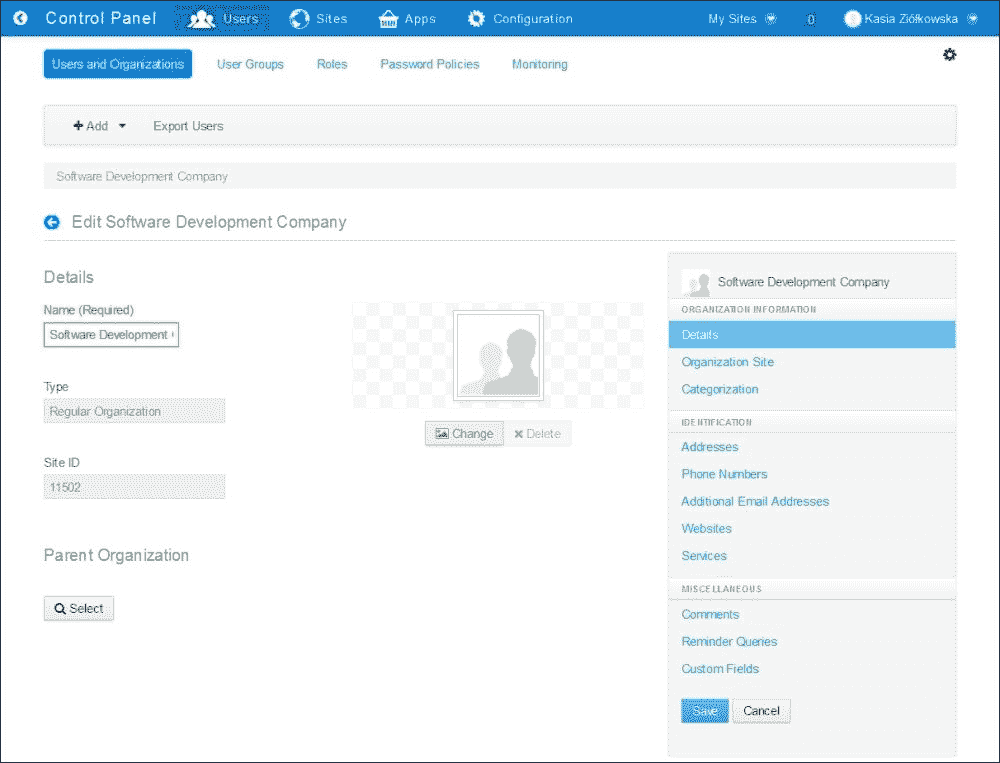 Control Panel Users Sites Apps Configuration My Sites 0 Kasia Ziółkowska
Users and Organizations User Groups Roles Password Policies Monitoring
Add Export Users
Software Development Company
Edit Software Development Company
Details
Name (Required)
Software Development
Type
Regular Organization
Site ID
11502
Parent Organization
Select
Change Delete
Software Development Company
ORGANIZATION INFORMATION
Details
Organization Site
Categorization
IDENTIFICATION
Addresses
Phone Numbers
Additional Email Addresses
Websites
Services
MISCELLANEOUS
Comments
Reminder Queries
Custom Fields
Save Cancel